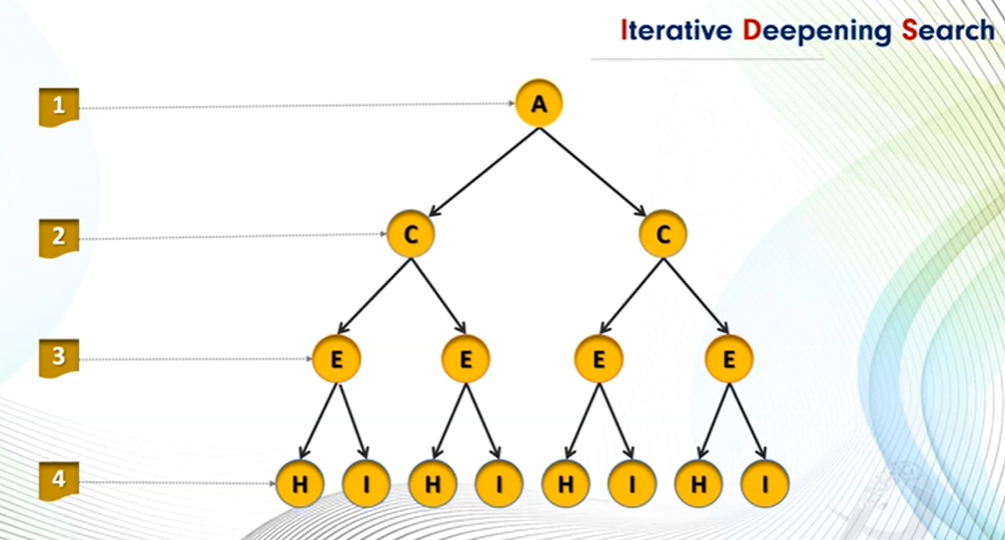 Iterative Deepening Search
1 A
2 C C
3 E E E E
4 H I H I H I H I